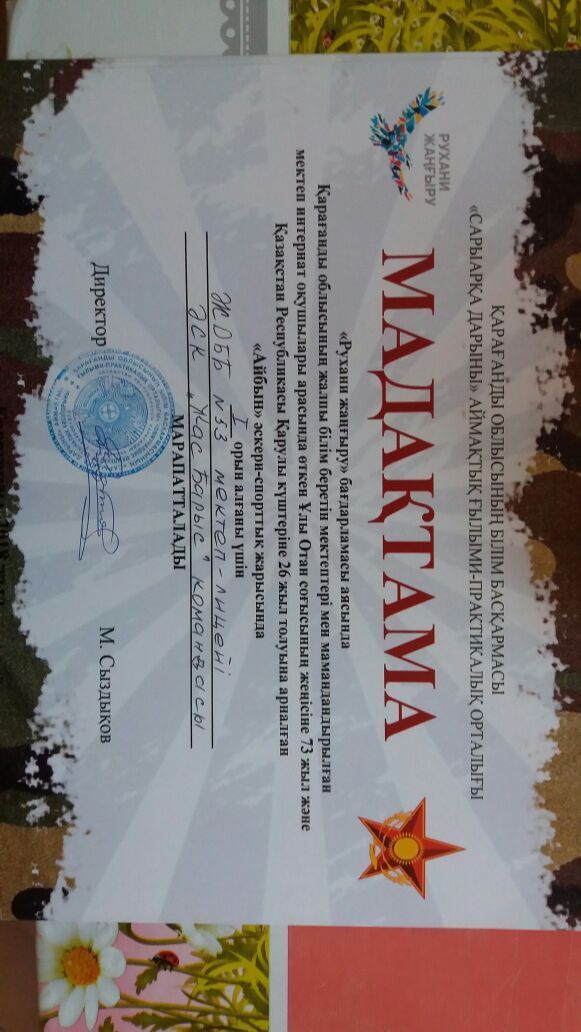 РУХАНИ
ЖАҢҒЫРУ
ҚАРАҒАНДЫ ОБЛЫСЫНЫҢ БІЛІМ БАСҚАРМАСЫ
«САРЫАРҚА ДАРЫНЫ» АЙМАҚТЫҚ ҒЫЛЫМИ-ПРАКТИКАЛЫҚ ОРТАЛЫҒЫ
МАДАҚТАМА
«Рухани жаңғыру» бағдарламасы аясында
Қарағанды облысының жалпы білім беретін мектептері мен мамандандырылған
мектеп интернат оқушылары арасында өткен Ұлы Отан соғысының жеңісіне 73 жыл және
Қазақстан Республикасы Қарулы күштеріне 26 жыл толуына арналған
«Айбын» әскери-спорттық жарысында
I орын алғаны үшін
ЖОББ №33 мектеп-лицейі
ӘСК „Жас Барыс" командасы
МАРАПАТТАЛАДЫ
Директор М. Сыздыков